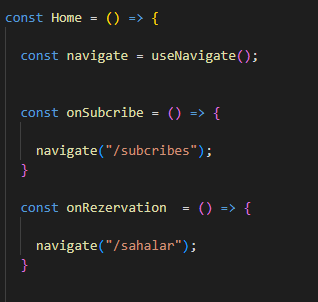 const Home = () => {
const navigate = useNavigate();
const onSubcribe = () => {
navigate("/subcribes");
}
const onRezervation  = () => {
navigate("/sahalar");
}